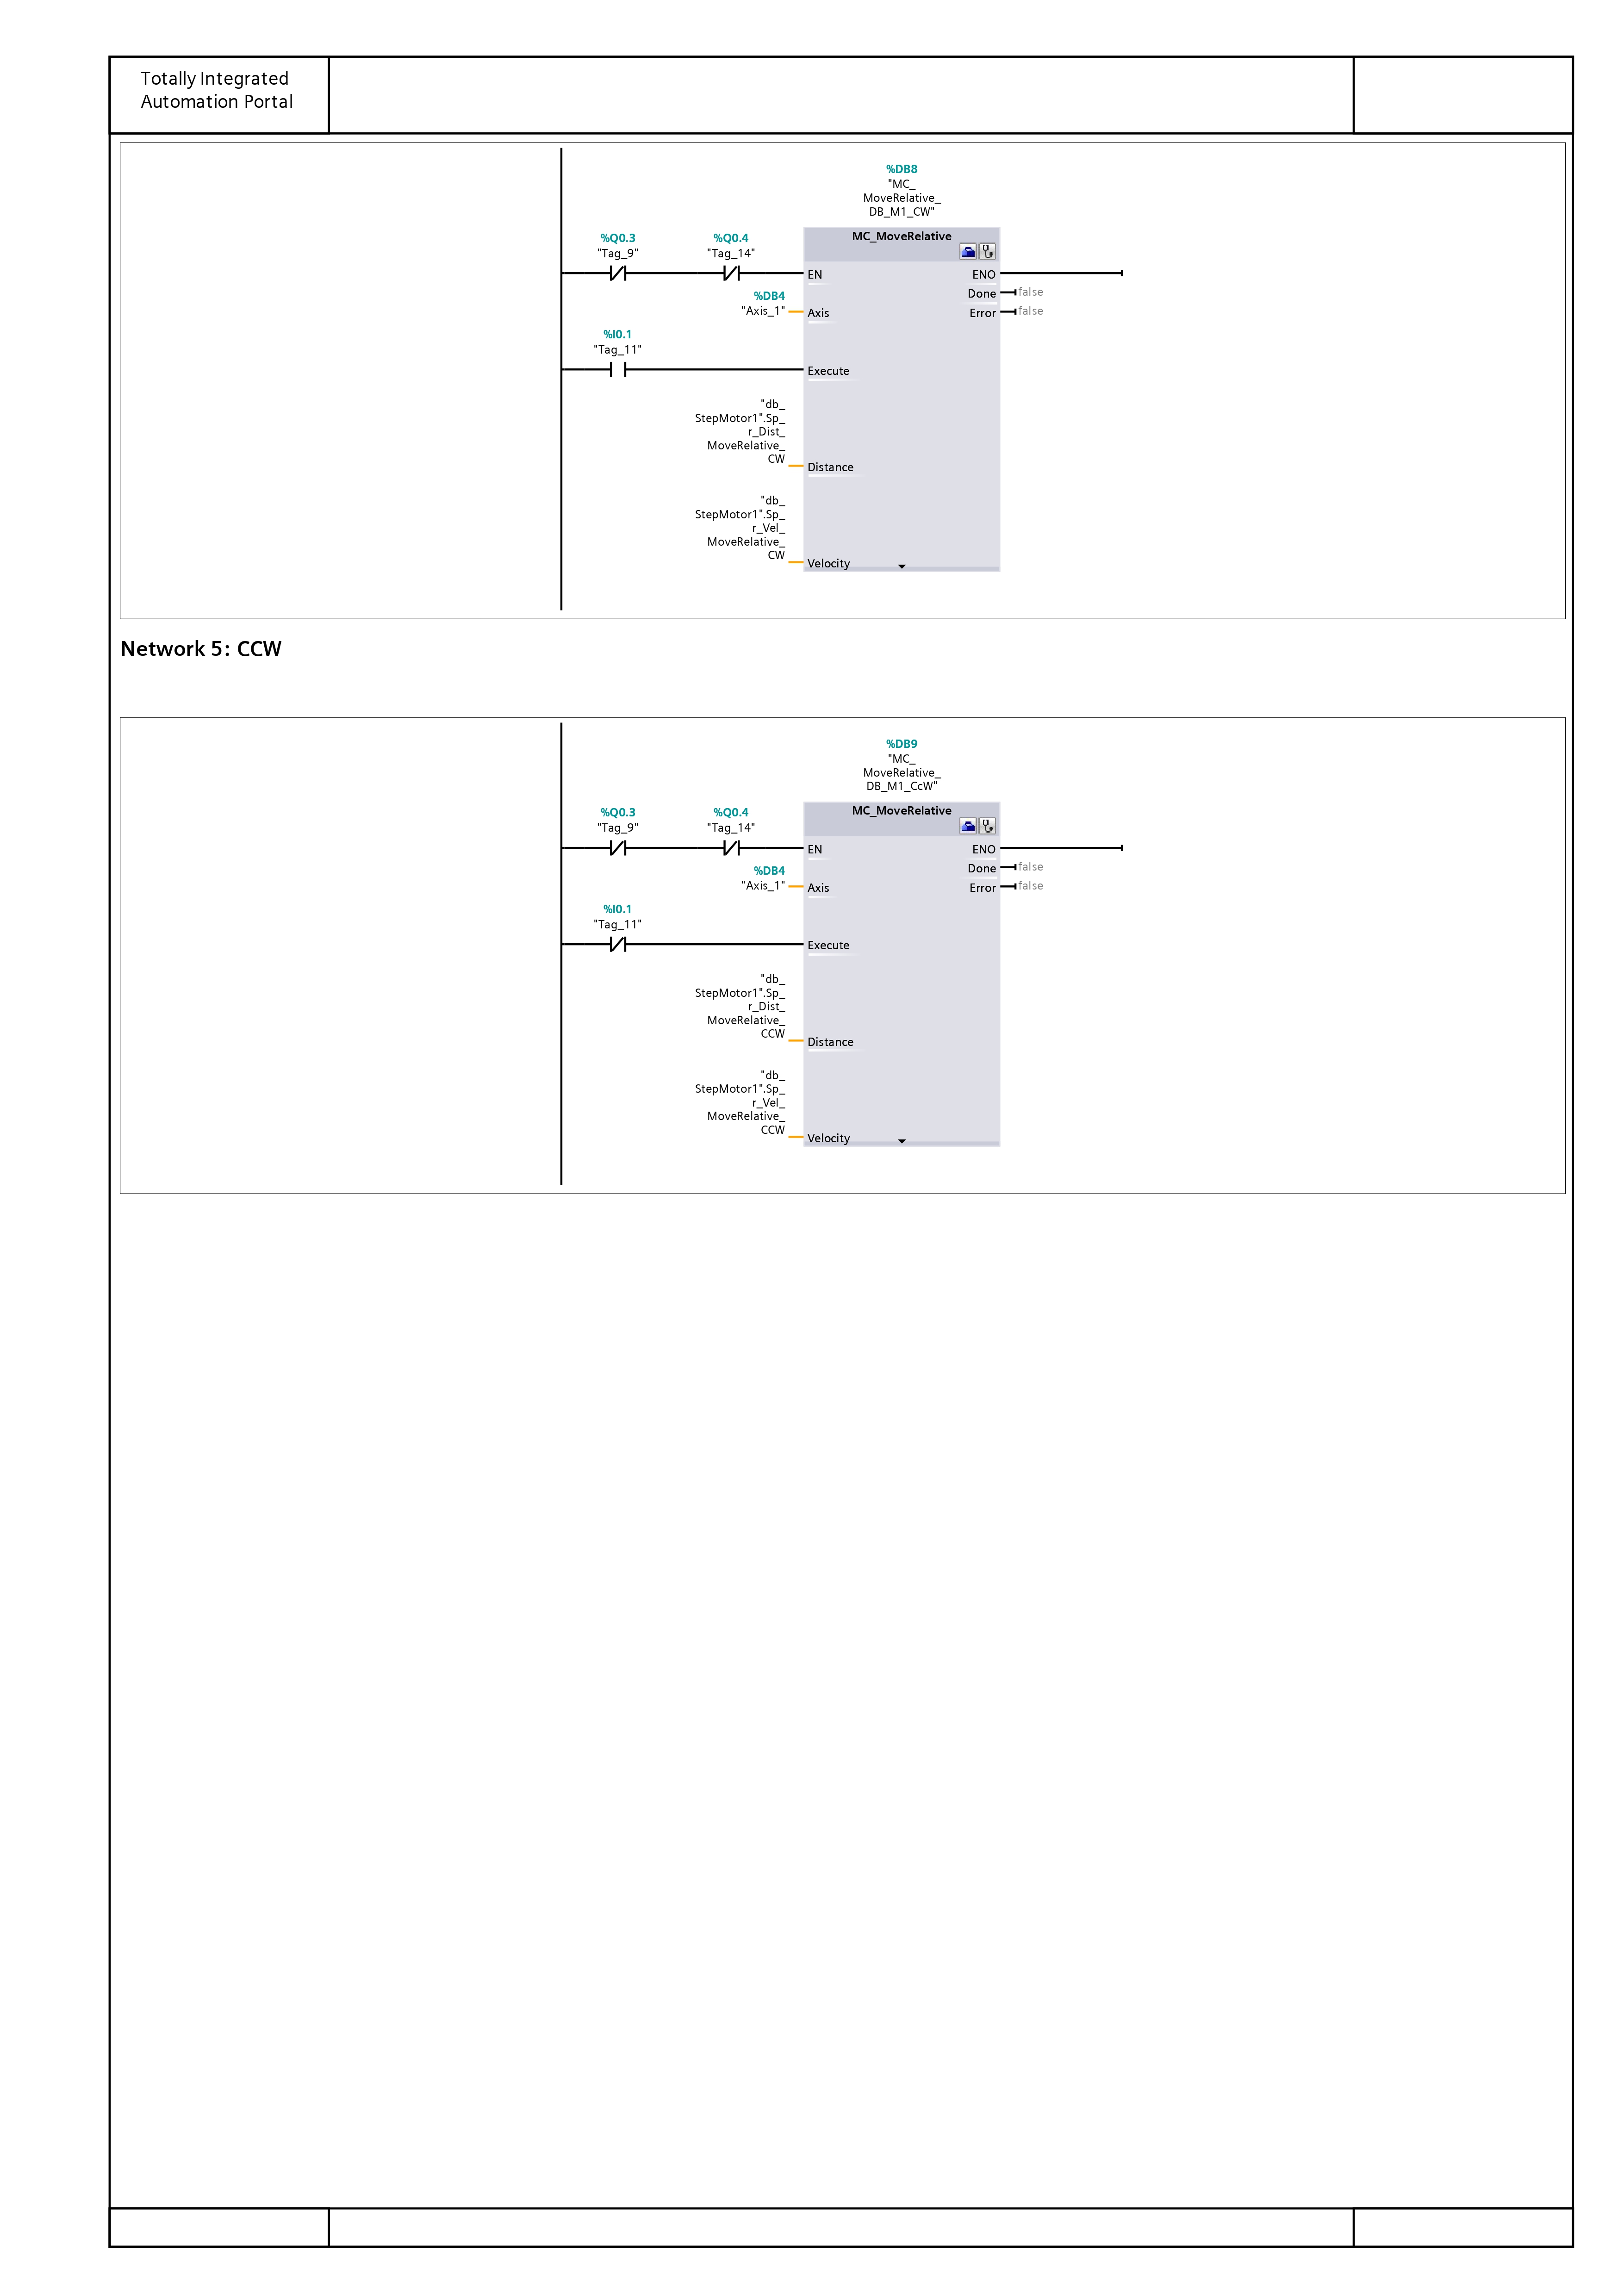 Totally Integrated
Automation Portal
%DB8
"MC_
MoveRelative_
DB_M1_CW"
MC_MoveRelative
%Q0.3
"Tag_9"
%Q0.4
"Tag_14"
EN
ENO
%DB4
"Axis_1"
Axis
Done
false
Error
false
%I0.1
"Tag_11"
Execute
"db_
StepMotor1".Sp_
r_Dist_
MoveRelative_
CW
Distance
"db_
StepMotor1".Sp_
r_Vel_
MoveRelative_
CW
Velocity
Network 5: CCW
%DB9
"MC_
MoveRelative_
DB_M1_CcW"
MC_MoveRelative
%Q0.3
"Tag_9"
%Q0.4
"Tag_14"
EN
ENO
%DB4
"Axis_1"
Axis
Done
false
Error
false
%I0.1
"Tag_11"
Execute
"db_
StepMotor1".Sp_
r_Dist_
MoveRelative_
CCW
Distance
"db_
StepMotor1".Sp_
r_Vel_
MoveRelative_
CCW
Velocity